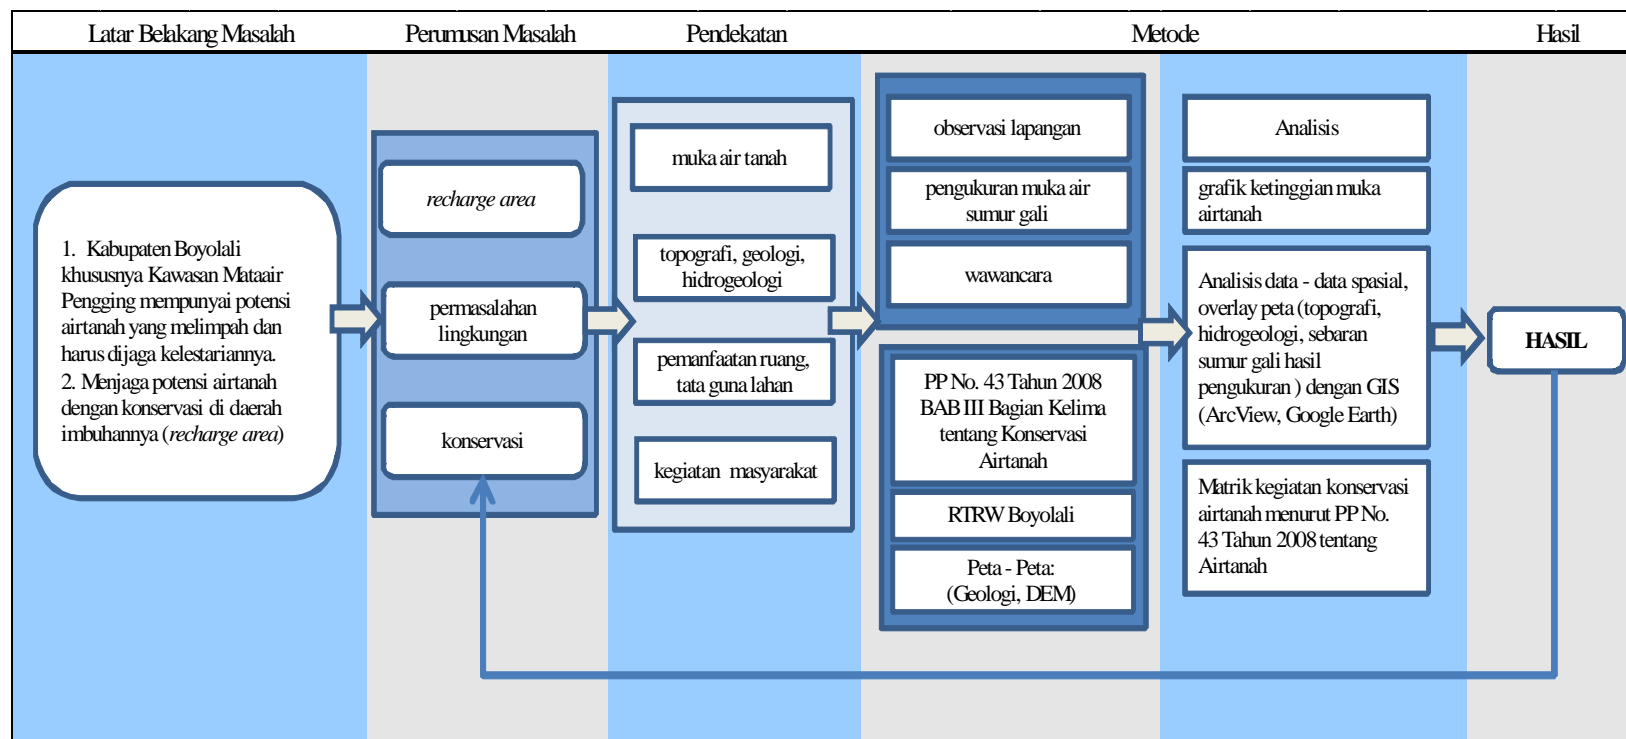 Latar Belakang Masalah
Perumusan Masalah
Pendekatan
Metode
Hasil
1. Kabupaten Boyolali
khususnya Kawasan Mataair
Pengging mempunyai potensi
airtanah yang melimpah dan
harus dijaga kelestariannya.
2. Menjaga potensi airtanah
dengan konservasi di daerah
imbuhannya (recharge area)
recharge area
permasalahan
lingkungan
konservasi
muka air tanah
topografi, geologi,
hidrogeologi
pemanfaatan ruang,
tata guna lahan
kegiatan masyarakat
observasi lapangan
pengukuran muka air
sumur gali
wawancara
PP No. 43 Tahun 2008
BAB III Bagian Kelima
tentang Konservasi
Airtanah
RTRW Boyolali
Peta - Peta:
(Geologi, DEM)
Analisis
grafik ketinggian muka
airtanah
Analisis data - data spasial,
overlay peta (topografi,
hidrogeologi, sebaran
sumur gali hasil
pengukuran ) dengan GIS
(ArcView, Google Earth)
Matrik kegiatan konservasi
airtanah menurut PP No.
43 Tahun 2008 tentang
Airtanah
HASIL